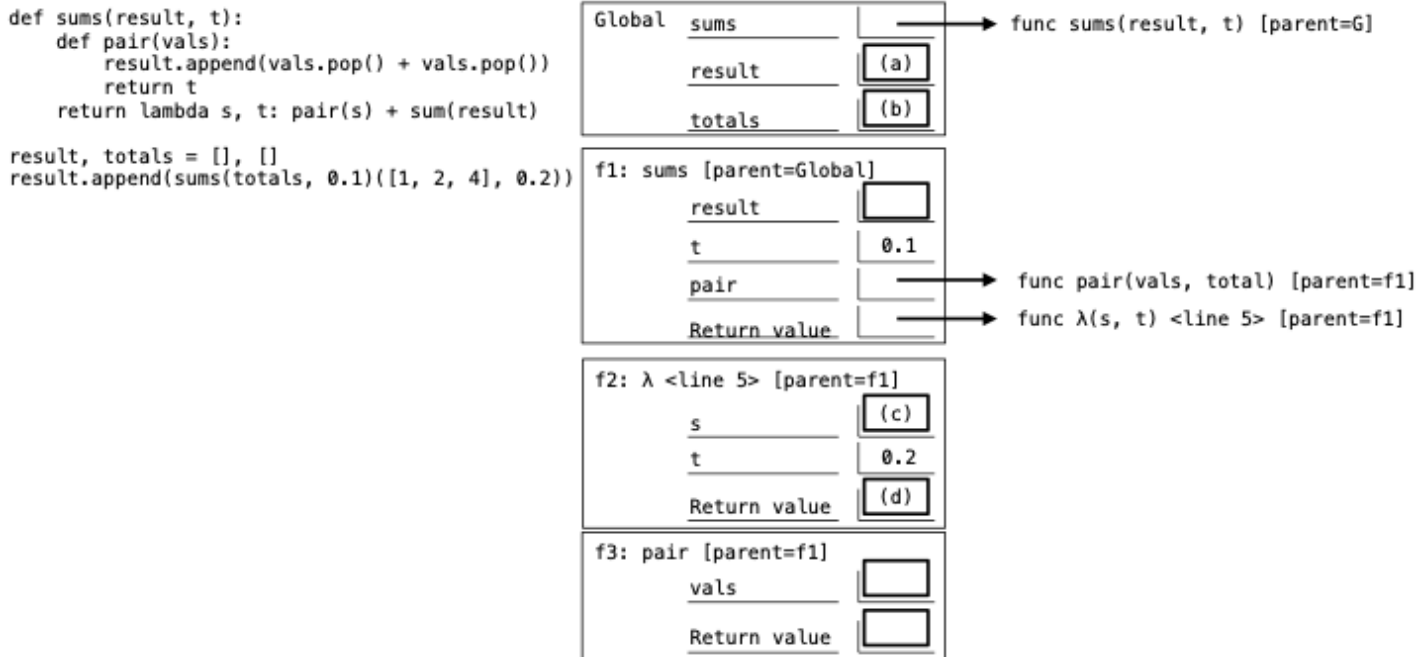 def sums(result, t):
    def pair(vals):
        result.append(vals.pop() + vals.pop())
        return t
    return lambda s, t: pair(s) + sum(result)
result, totals = [], []
result.append(sums(totals, 0.1)([1, 2, 4], 0.2))
Global
sums
func sums(result, t) [parent=G]
result (a)
totals (b)
f1: sums [parent=Global]
result
t 0.1
pair
func pair(vals, total) [parent=f1]
Return value
func λ(s, t) <line 5> [parent=f1]
f2: λ <line 5> [parent=f1]
s (c)
t 0.2
Return value (d)
f3: pair [parent=f1]
vals
Return value